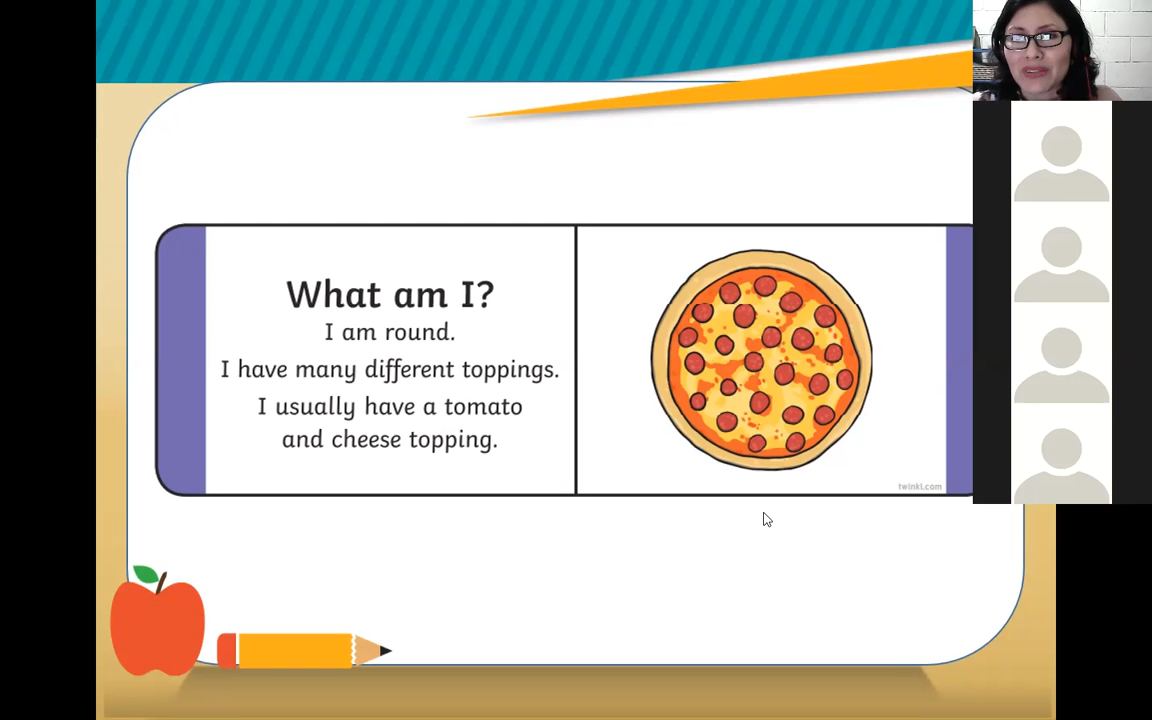 What am I?
I am round.
I have many different toppings.
I usually have a tomato
and cheese topping.
twinkl.com